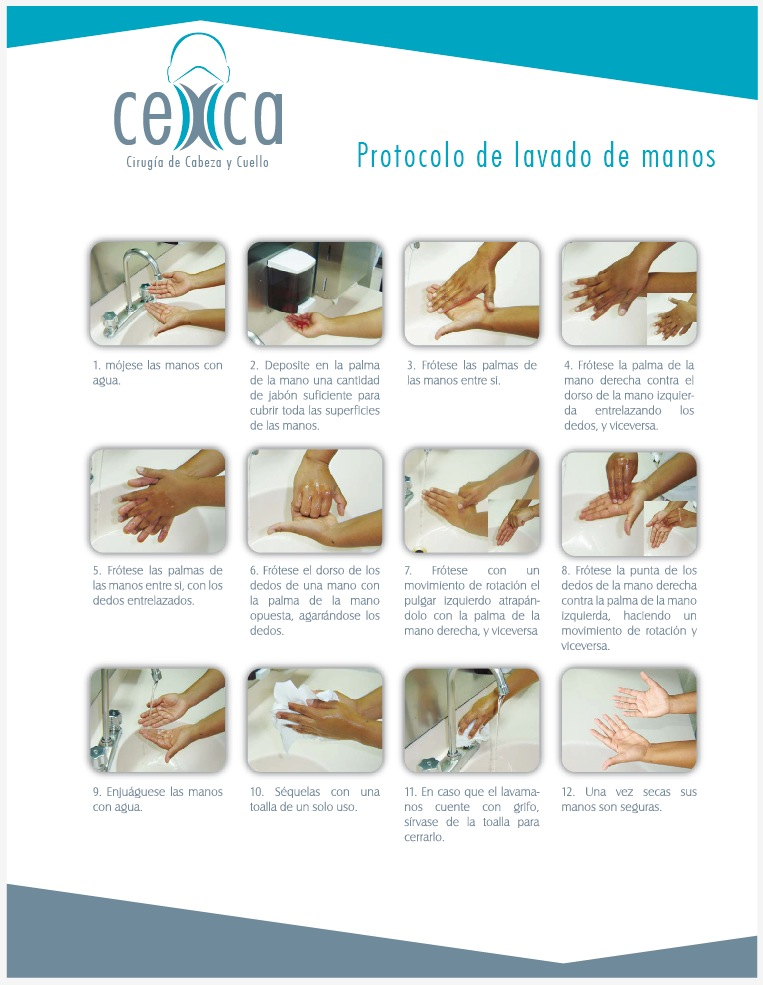 cexca
Cirugía de Cabeza y Cuello
Protocolo de lavado de manos
1. mójese las manos con
agua.
2. Deposite en la palma
de la mano una cantidad
de jabón suficiente para
cubrir toda las superficies
de las manos.
3. Frótese las palmas de
las manos entre si.
4. Frótese la palma de la
mano derecha contra el
dorso de la mano izquier-
da entrelazando los
dedos, y viceversa.
5. Frótese las palmas de
las manos entre si, con los
dedos entrelazados.
6. Frótese el dorso de los
dedos de una mano con
la palma de la mano
opuesta, agarrándose los
dedos.
7. Frótese con un
movimiento de rotación el
pulgar izquierdo atrapán-
dolo con la palma de la
mano derecha, y viceversa
8. Frótese la punta de los
dedos de la mano derecha
contra la palma de la mano
izquierda, haciendo un
movimiento de rotación y
viceversa.
9. Enjuáguese las manos
con agua.
10. Séquelas con una
toalla de un solo uso.
11. En caso que el lavama-
nos cuente con grifo,
sírvase de la toalla para
cerrarlo.
12. Una vez secas sus
manos son seguras.